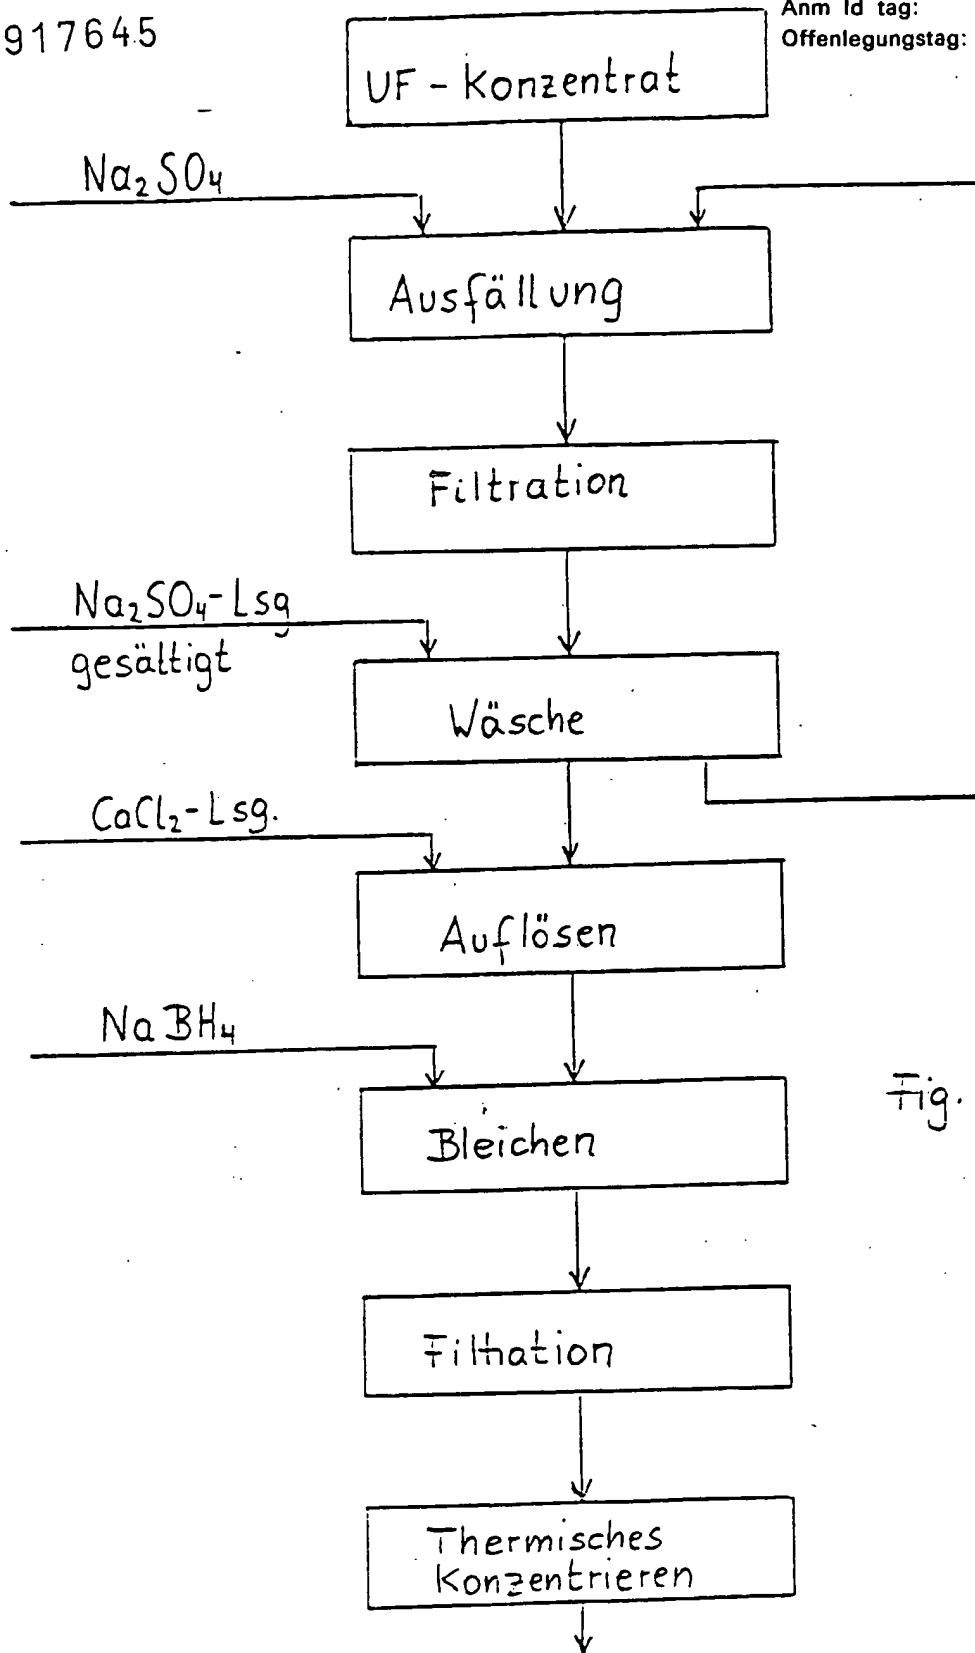 917645
Anm ld tag:
Offenlegungstag:
UF - Konzentrat
Na₂SO₄
Ausfällung
Filtration
Na₂SO₄-Lsg
gesältigt
Wäsche
CaCl₂-Lsg.
Auflösen
NaBH₄
Bleichen
Fig.
Filtration
Thermisches
Konzentrieren